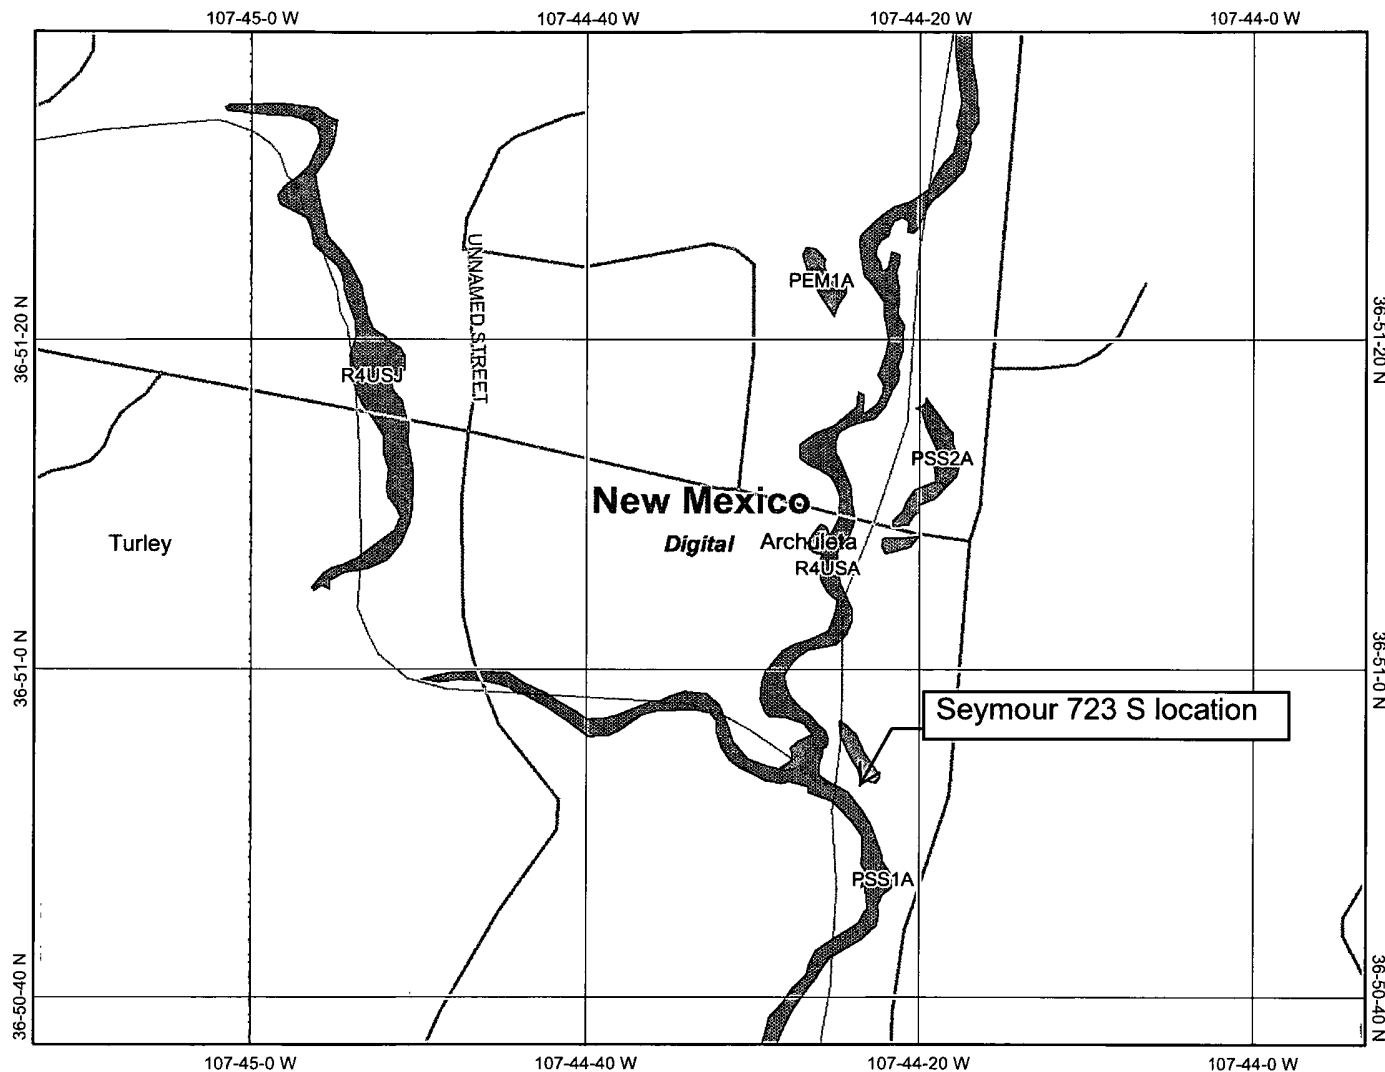 107-45-0 W
107-44-40 W
107-44-20 W
107-44-0 W
UNNAMED STREET
PEM1A
36-51-20 N
36-51-20 N
R4USJ
PSS2A
New Mexico
Turley
Digital
Archuleta
R4USA
36-51-0 N
36-51-0 N
Seymour 723 S location
PSS1A
36-50-40 N
36-50-40 N
107-45-0 W
107-44-40 W
107-44-20 W
107-44-0 W